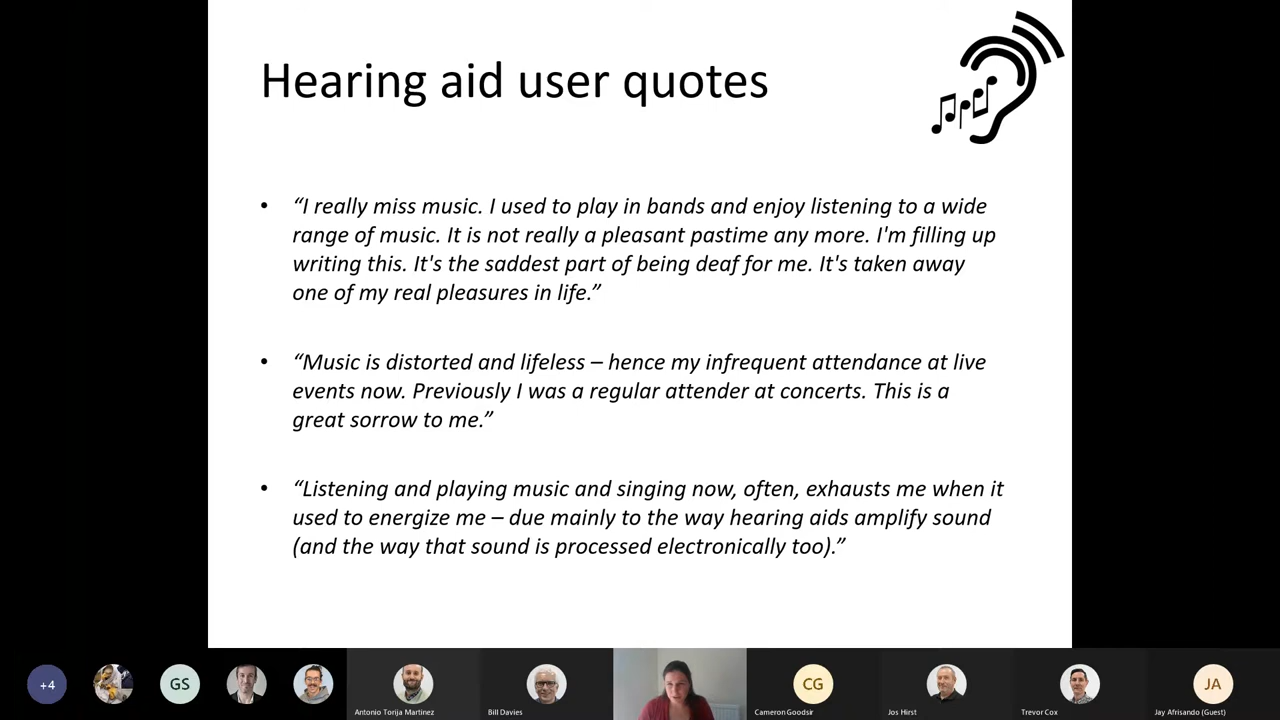 Hearing aid user quotes
• “I really miss music. I used to play in bands and enjoy listening to a wide
range of music. It is not really a pleasant pastime any more. I'm filling up
writing this. It's the saddest part of being deaf for me. It's taken away
one of my real pleasures in life.”
• “Music is distorted and lifeless – hence my infrequent attendance at live
events now. Previously I was a regular attender at concerts. This is a
great sorrow to me.”
• “Listening and playing music and singing now, often, exhausts me when it
used to energize me – due mainly to the way hearing aids amplify sound
(and the way that sound is processed electronically too).”
+4
GS
CG
JA
Antonio Torija Martinez
Bill Davies
Cameron Goodsir
Jos Hirst
Trevor Cox
Jay Afrisando (Guest)